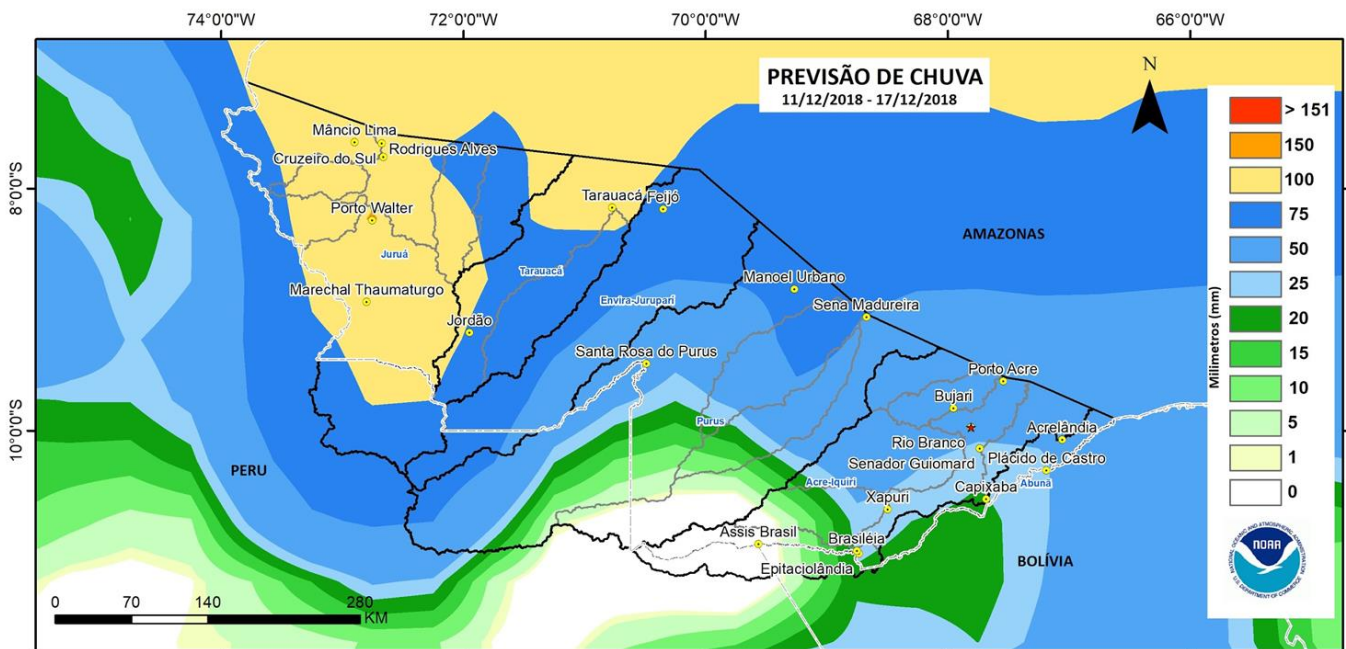 74°0'0"W
72°0'0"W
70°0'0"W
68°0'0"W
66°0'0"W
N
PREVISÃO DE CHUVA
11/12/2018 - 17/12/2018
> 151
150
100
75
50
25
20
15
10
5
1
0
Milímetros (mm)
8°0'0"S
10°0'0"S
Mâncio Lima
Rodrigues Alves
Cruzeiro do Sul
Tarauacá
Feijó
Porto Walter
AMAZONAS
Juruá
Tarauacá
Manoel Urbano
Marechal Thaumaturgo
Envira-Jurupari
Sena Madureira
Jordão
Santa Rosa do Purus
Porto Acre
Bujari
Purus
Acrelândia
Rio Branco
Plácido de Castro
Senador Guiomard
PERU
Acre-Iquiri
Abunã
Capixaba
Xapuri
Assis Brasil
Brasiléia
Epitaciolândia
BOLÍVIA
NOAA
0
70
140
280
KM